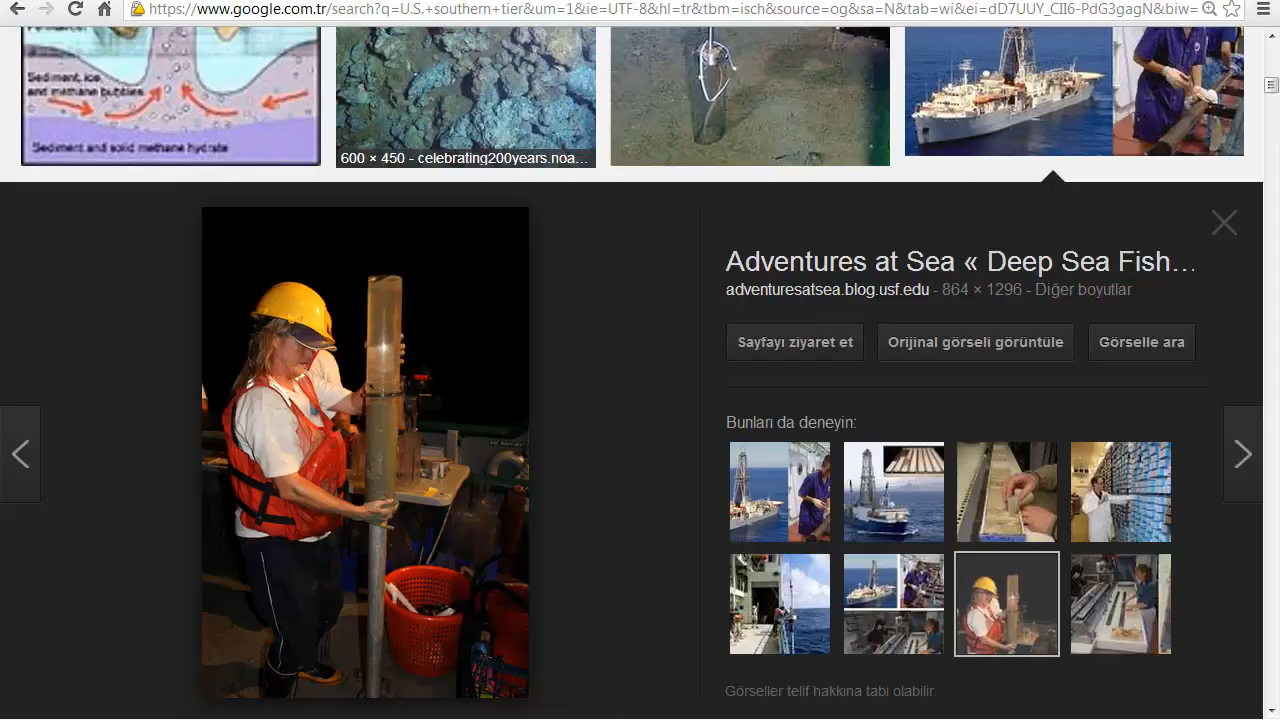 https://www.google.com.tr/search?q=U.S.+southern+tier&um=1&ie=UTF-8&hl=tr&tbm=isch&source=og&sa=N&tab=wi&ei=dD7UUY_CII6-PdG3gagN&biw=
Sediment, ice,
and methane bubbles
Sediment and solid methane hydrate
600 × 450 - celebrating200years.noa...
Adventures at Sea « Deep Sea Fish...
adventuresatsea.blog.usf.edu - 864 × 1296 - Diğer boyutlar
Sayfayı ziyaret et
Orijinal görseli görüntüle
Görselle ara
Bunları da deneyin:
Görseller telif hakkına tabi olabilir.